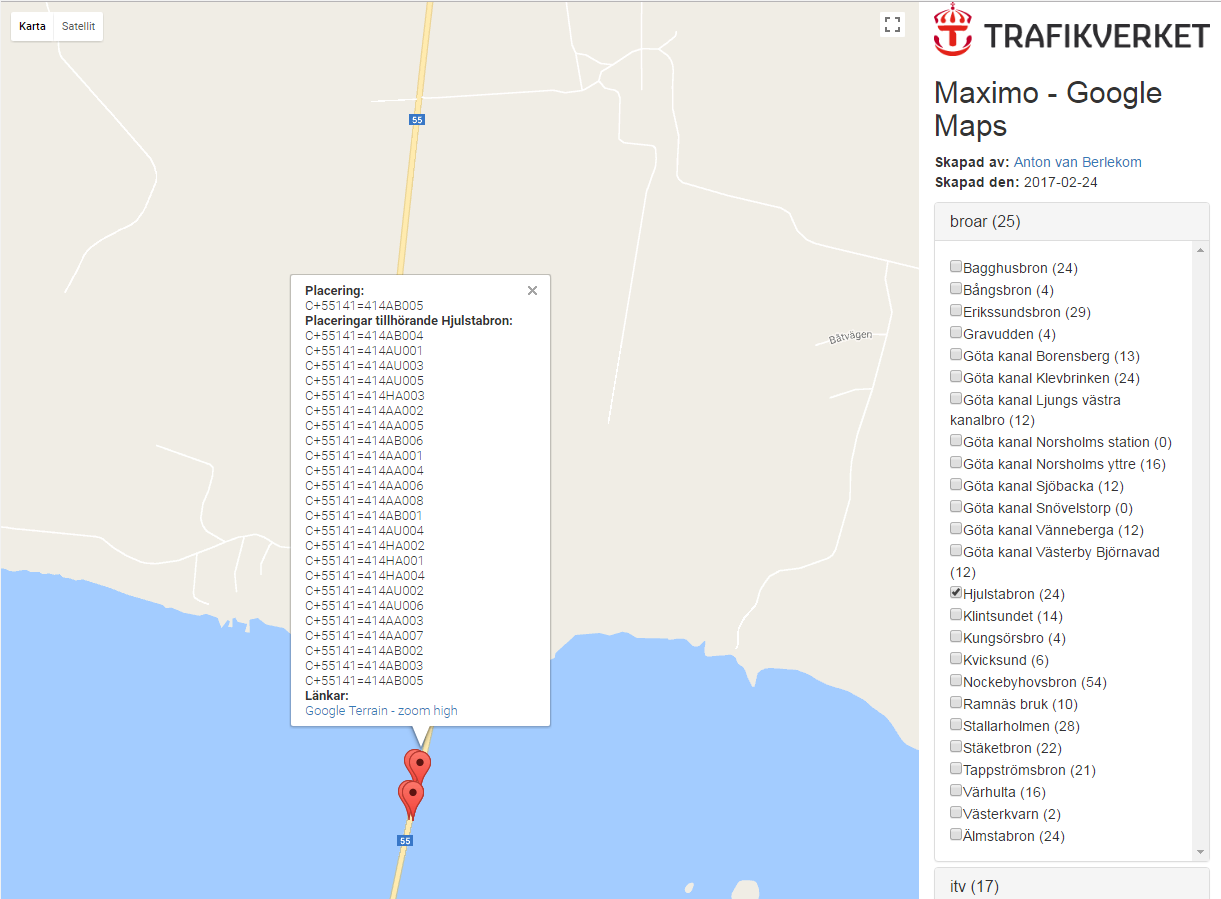 Karta Satellit
55
Båtvägen
Placering:
C+55141=414AB005
Placeringar tillhörande Hjulstabron:
C+55141=414AB004
C+55141=414AU001
C+55141=414AU003
C+55141=414AU005
C+55141=414HA003
C+55141=414AA002
C+55141=414AA005
C+55141=414AB006
C+55141=414AA001
C+55141=414AA004
C+55141=414AA006
C+55141=414AA008
C+55141=414AB001
C+55141=414AU004
C+55141=414HA002
C+55141=414HA001
C+55141=414HA004
C+55141=414AU002
C+55141=414AU006
C+55141=414AA003
C+55141=414AA007
C+55141=414AB002
C+55141=414AB003
C+55141=414AB005
Länkar:
Google Terrain - zoom high
55
TRAFIKVERKET
Maximo - Google
Maps
Skapad av: Anton van Berlekom
Skapad den: 2017-02-24
broar (25)
Bagghusbron (24)
Bångsbron (4)
Erikssundsbron (29)
Gravudden (4)
Göta kanal Borensberg (13)
Göta kanal Klevbrinken (24)
Göta kanal Ljungs västra
kanalbro (12)
Göta kanal Norsholms station (0)
Göta kanal Norsholms yttre (16)
Göta kanal Sjöbacka (12)
Göta kanal Snövelstorp (0)
Göta kanal Vänneberga (12)
Göta kanal Västerby Björnavad
(12)
Hjulstabron (24)
Klintsundet (14)
Kungsörsbro (4)
Kvicksund (6)
Nockebyhovsbron (54)
Ramnäs bruk (10)
Stallarholmen (28)
Stäketbron (22)
Tappströmsbron (21)
Värhulta (16)
Västerkvarn (2)
Älmstabron (24)
itv (17)